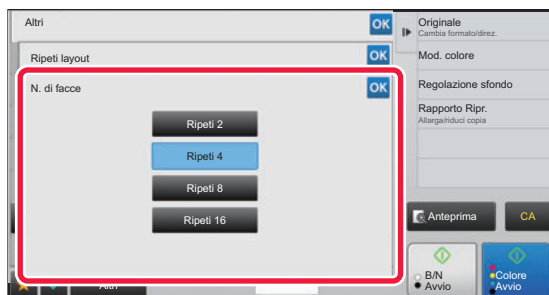 Altri
OK
Ripeti layout
OK
N. di facce
OK
Ripeti 2
Ripeti 4
Ripeti 8
Ripeti 16
Altri
Originale
Cambia formato/direz.
Mod. colore
Regolazione sfondo
Rapporto Ripr.
Allarga/riduci copia
Anteprima
CA
B/N
Avvio
Colore
Avvio